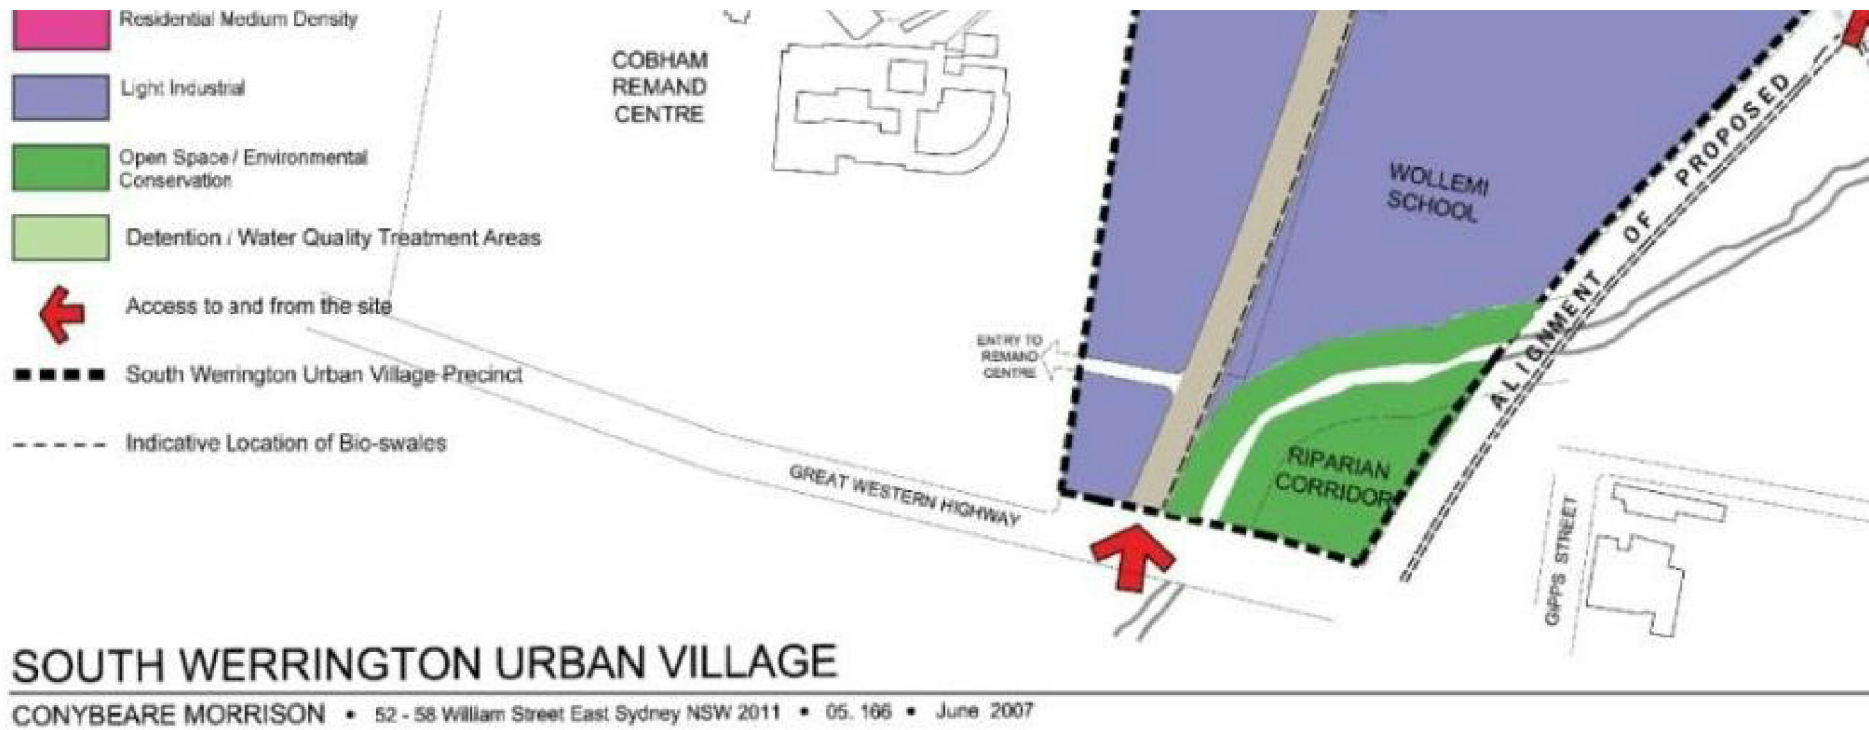 Residential Medium Density
Light Industrial
Open Space / Environmental
Conservation
Detention / Water Quality Treatment Areas
Access to and from the site
South Werrington Urban Village Precinct
Indicative Location of Bio-swales
COBHAM
REMAND
CENTRE
WOLLEMI
SCHOOL
ALIGNMENT OF PROPOSED
ENTRY TO
REMAND
CENTRE
RIPARIAN
CORRIDOR
GREAT WESTERN HIGHWAY
GIPPS STREET
SOUTH WERRINGTON URBAN VILLAGE
CONYBEARE MORRISON • 52 - 58 William Street East Sydney NSW 2011 • 05. 166 • June 2007